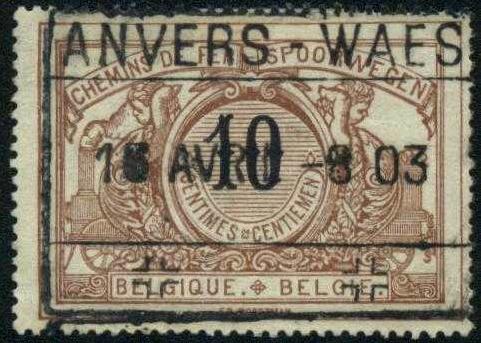 ANVERS - WAES
CHEMINS DE FER SPOORWEGEN
10
AVRIL -8 03
CENTIMES CENTIEMEN
BELGIQUE. BELGIE.